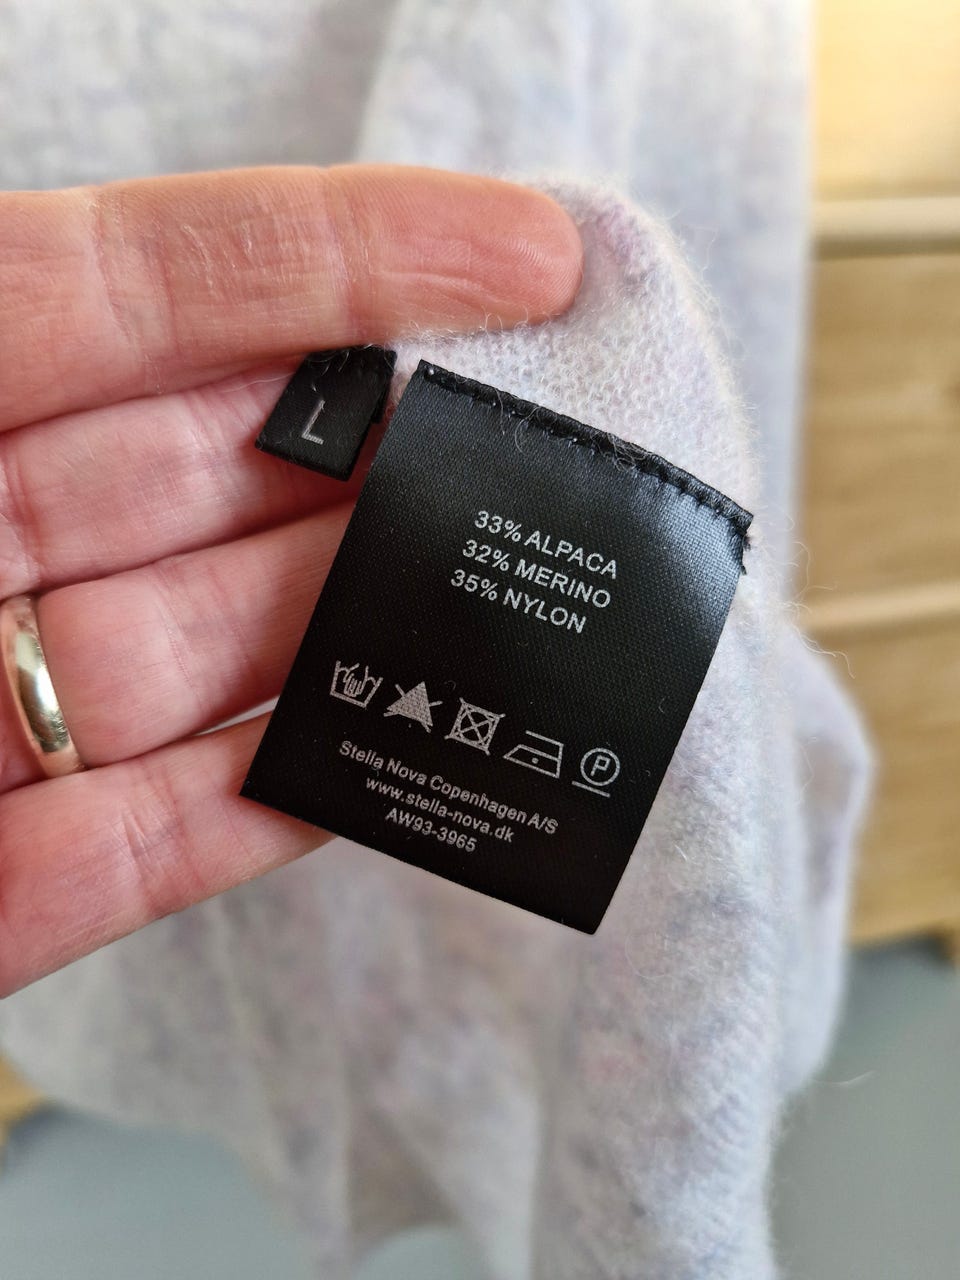 L
33% ALPACA
32% MERINO
35% NYLON
P
Stella Nova Copenhagen A/S
www.stella-nova.dk
AW93-3965